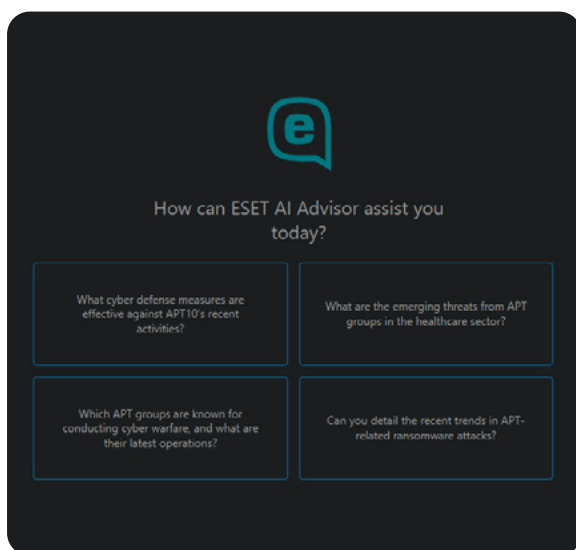 e
How can ESET AI Advisor assist you
today?
What cyber defense measures are
effective against APT10's recent
activities?
What are the emerging threats from APT
groups in the healthcare sector?
Which APT groups are known for
conducting cyber warfare, and what are
their latest operations?
Can you detail the recent trends in APT-
related ransomware attacks?